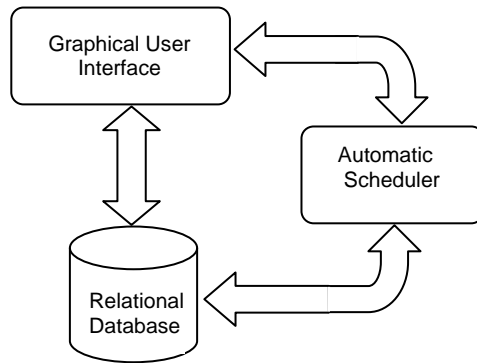 Graphical User
Interface
Automatic
Scheduler
Relational
Database